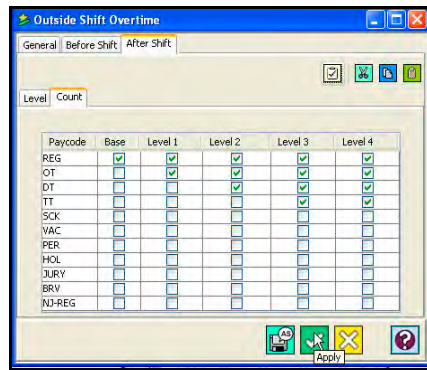 Outside Shift Overtime
General Before Shift After Shift
Level Count
Paycode Base Level 1 Level 2 Level 3 Level 4
REG
OT
DT
TT
SCK
VAC
PER
HOL
JURY
BRV
NJ-REG
AS
Apply